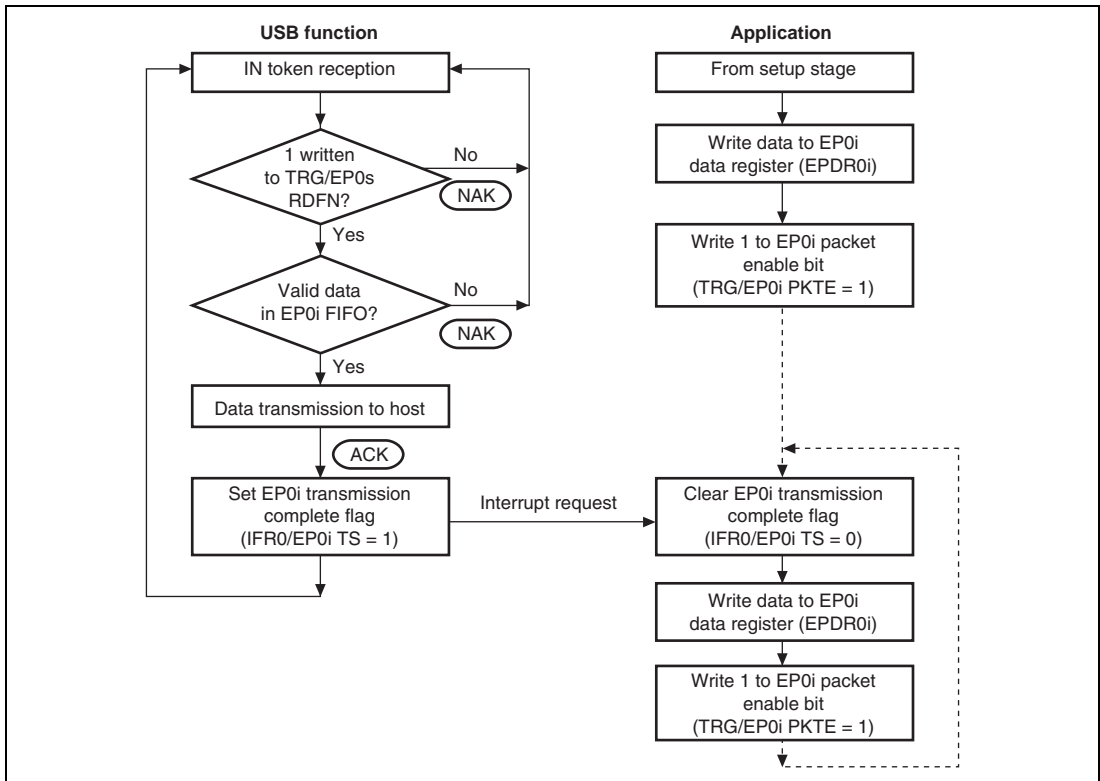 USB function
IN token reception
1 written
to TRG/EP0s
RDFN?
No
NAK
Yes
Valid data
in EP0i FIFO?
No
NAK
Yes
Data transmission to host
ACK
Set EP0i transmission
complete flag
(IFR0/EP0i TS = 1)
Interrupt request
Application
From setup stage
Write data to EP0i
data register (EPDR0i)
Write 1 to EP0i packet
enable bit
(TRG/EP0i PKTE = 1)
Clear EP0i transmission
complete flag
(IFR0/EP0i TS = 0)
Write data to EP0i
data register (EPDR0i)
Write 1 to EP0i packet
enable bit
(TRG/EP0i PKTE = 1)